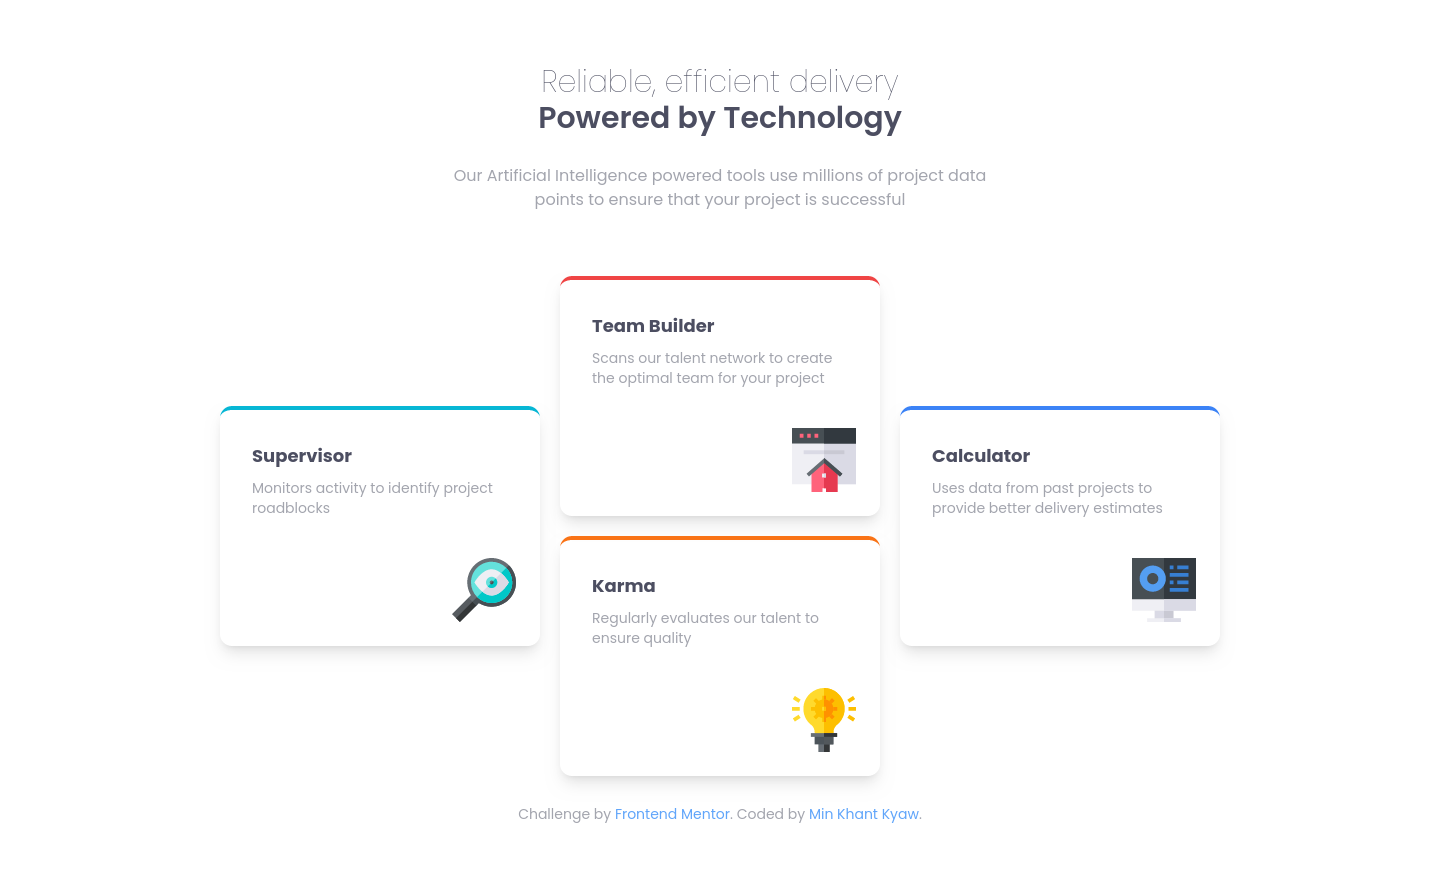 Reliable, efficient delivery
Powered by Technology
Our Artificial Intelligence powered tools use millions of project data
points to ensure that your project is successful
Supervisor
Monitors activity to identify project
roadblocks
Team Builder
Scans our talent network to create
the optimal team for your project
Karma
Regularly evaluates our talent to
ensure quality
Calculator
Uses data from past projects to
provide better delivery estimates
Challenge by Frontend Mentor. Coded by Min Khant Kyaw.